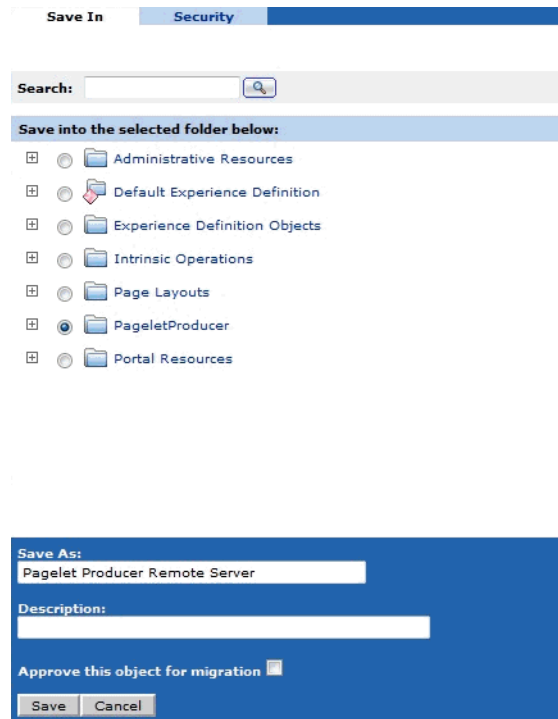 Save In Security
Search:
Save into the selected folder below:
Administrative Resources
Default Experience Definition
Experience Definition Objects
Intrinsic Operations
Page Layouts
PageletProducer
Portal Resources
Save As:
Pagelet Producer Remote Server
Description:
Approve this object for migration
Save Cancel